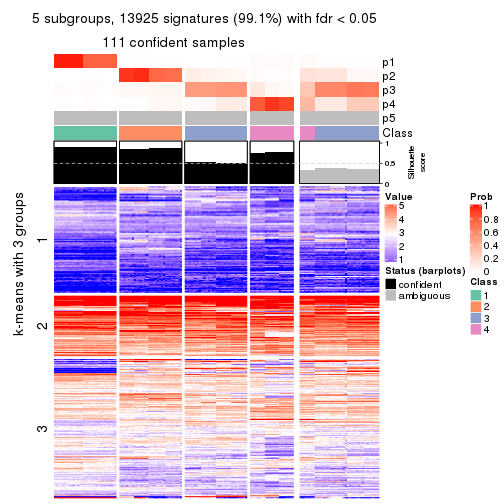 5 subgroups, 13925 signatures (99.1%) with fdr < 0.05
111 confident samples
p1
p2
p3
p4
p5
Class
1
0.5
0
Silhouette
score
k-means with 3 groups
1
2
3
Value
5
4
3
2
1
Status (barplots)
confident
ambiguous
Prob
1
0.8
0.6
0.4
0.2
0
Class
1
2
3
4